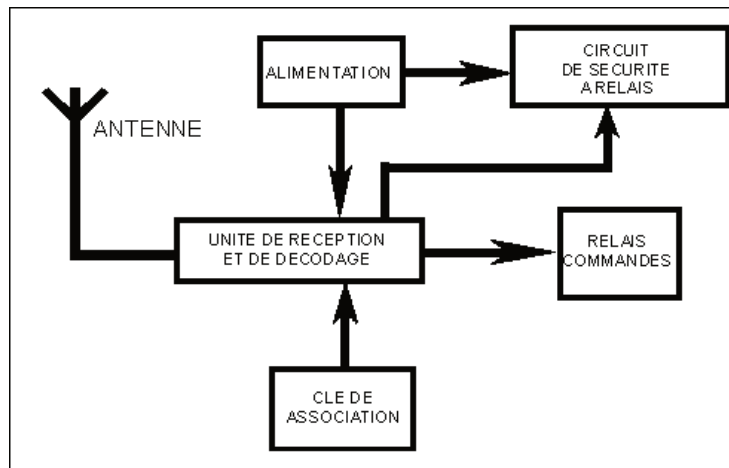 ALIMENTATION
CIRCUIT
DE SECURITE
A RELAIS
ANTENNE
UNITE DE RECEPTION
ET DE DECODAGE
RELAIS
COMMANDES
CLE DE
ASSOCIATION